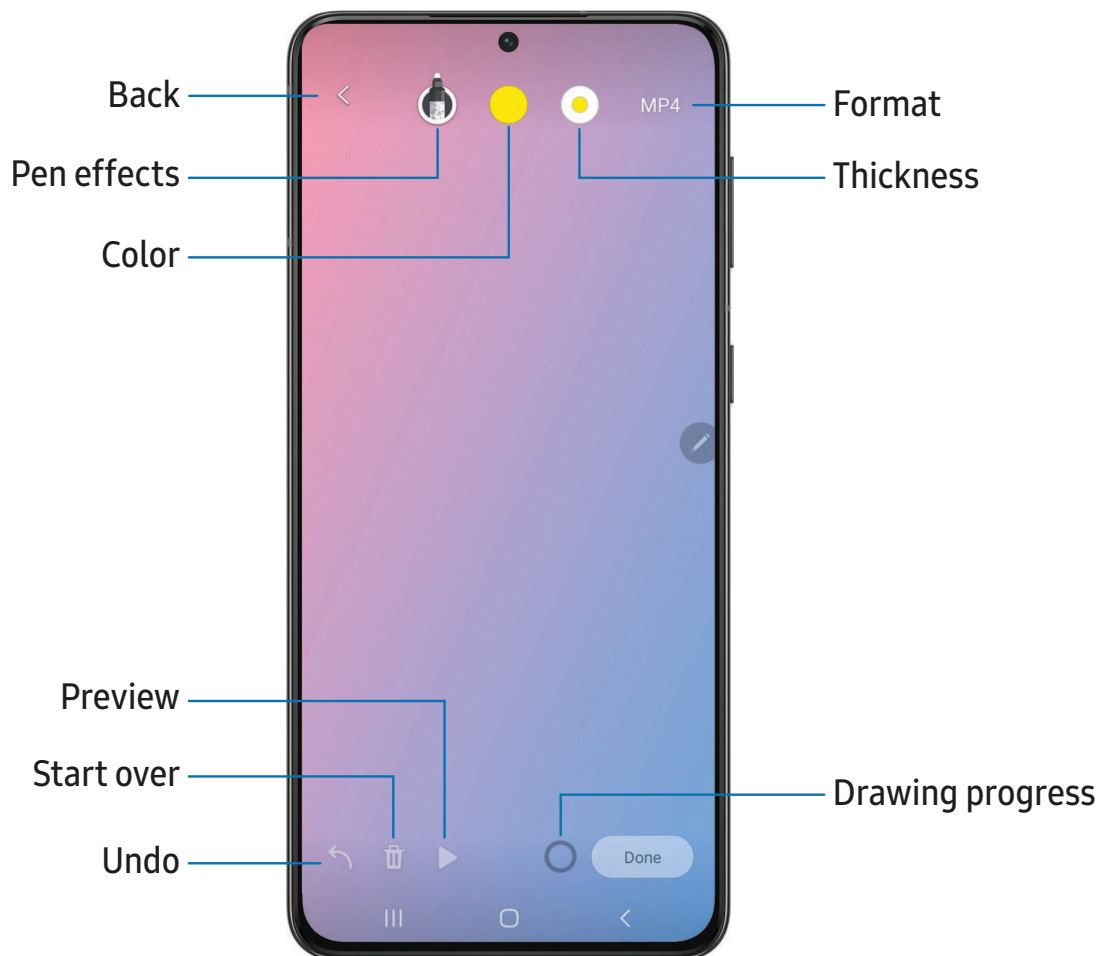 Back
MP4
Format
Pen effects
Thickness
Color
Preview
Start over
Drawing progress
Undo
Done